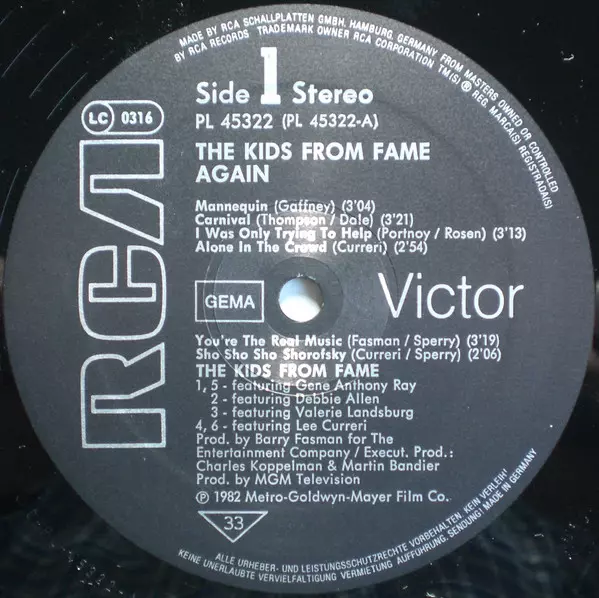 MADE BY RCA SCHALLPLATTEN GMBH, HAMBURG, GERMANY FROM MASTERS OWNED OR CONTROLLED
BY RCA RECORDS TRADEMARK OWNER RCA CORPORATION TM(S) ® REG. MARCA(S) REGISTRADA(S)
Side 1 Stereo
PL 45322 (PL 45322-A)
LC 0316
RCA
THE KIDS FROM FAME
AGAIN
Mannequin (Gaffney) (3'04)
Carnival (Thompson / Dale) (3'21)
I Was Only Trying To Help (Portnoy / Rosen) (3'13)
Alone In The Crowd (Curreri) (2'54)
GEMA
Victor
You're The Real Music (Fasman / Sperry) (3'19)
Sho Sho Sho Shorofsky (Curreri / Sperry) (2'06)
THE KIDS FROM FAME
1, 5 - featuring Gene Anthony Ray
2 - featuring Debbie Allen
3 - featuring Valerie Landsburg
4, 6 - featuring Lee Curreri
Prod. by Barry Fasman for The
Entertainment Company / Execut. Prod.:
Charles Koppelman & Martin Bandier
Prod. by MGM Television
℗ 1982 Metro-Goldwyn-Mayer Film Co.
33
ALLE URHEBER- UND LEISTUNGSSCHUTZRECHTE VORBEHALTEN. KEIN VERLEIH!
KEINE UNERLAUBTE VERVIELFÄLTIGUNG, VERMIETUNG, AUFFÜHRUNG, SENDUNG! MADE IN GERMANY